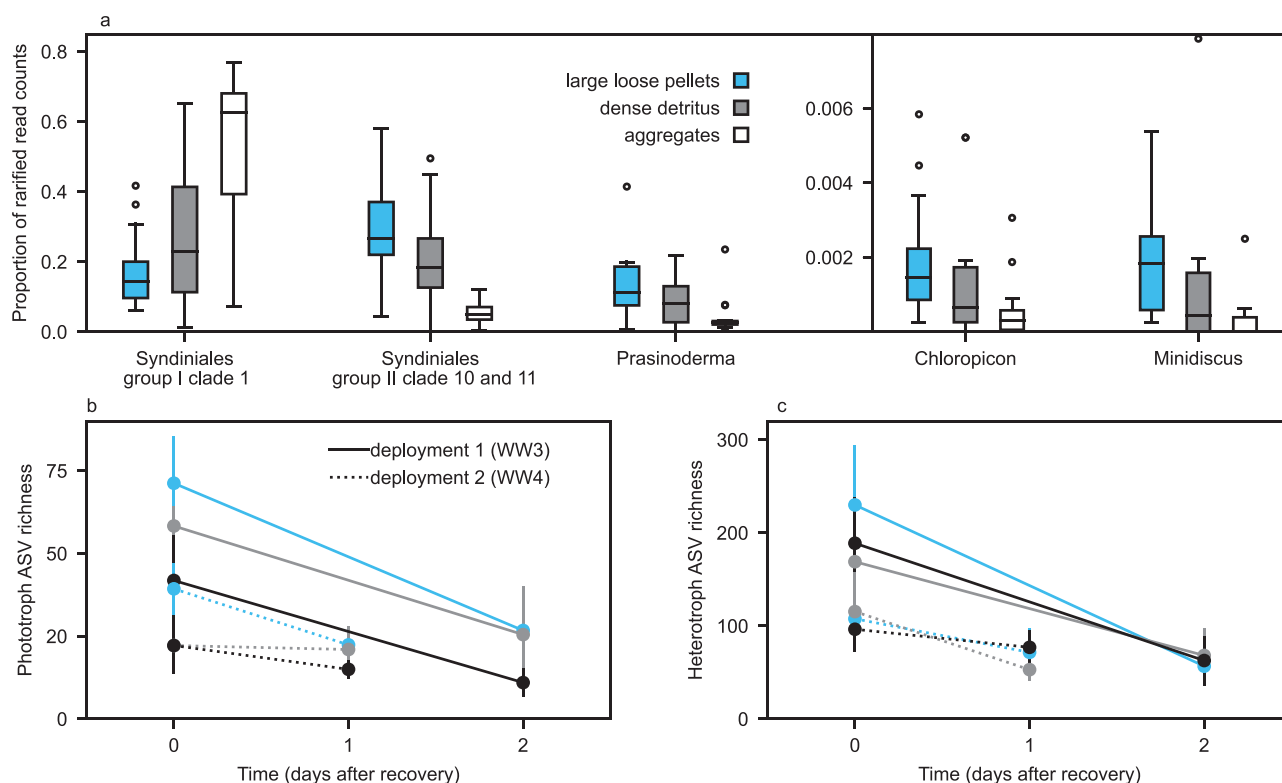 a
Proportion of rarified read counts
0.8
0.6
0.4
0.2
0.0
large loose pellets
dense detritus
aggregates
0.006
0.004
0.002
Syndiniales
group I clade 1
Syndiniales
group II clade 10 and 11
Prasinoderma
Chloropicon
Minidiscus
b
Phototroph ASV richness
75
50
20
0
deployment 1 (WW3)
deployment 2 (WW4)
0
1
2
Time (days after recovery)
c
Heterotroph ASV richness
300
200
100
0
0
1
2
Time (days after recovery)